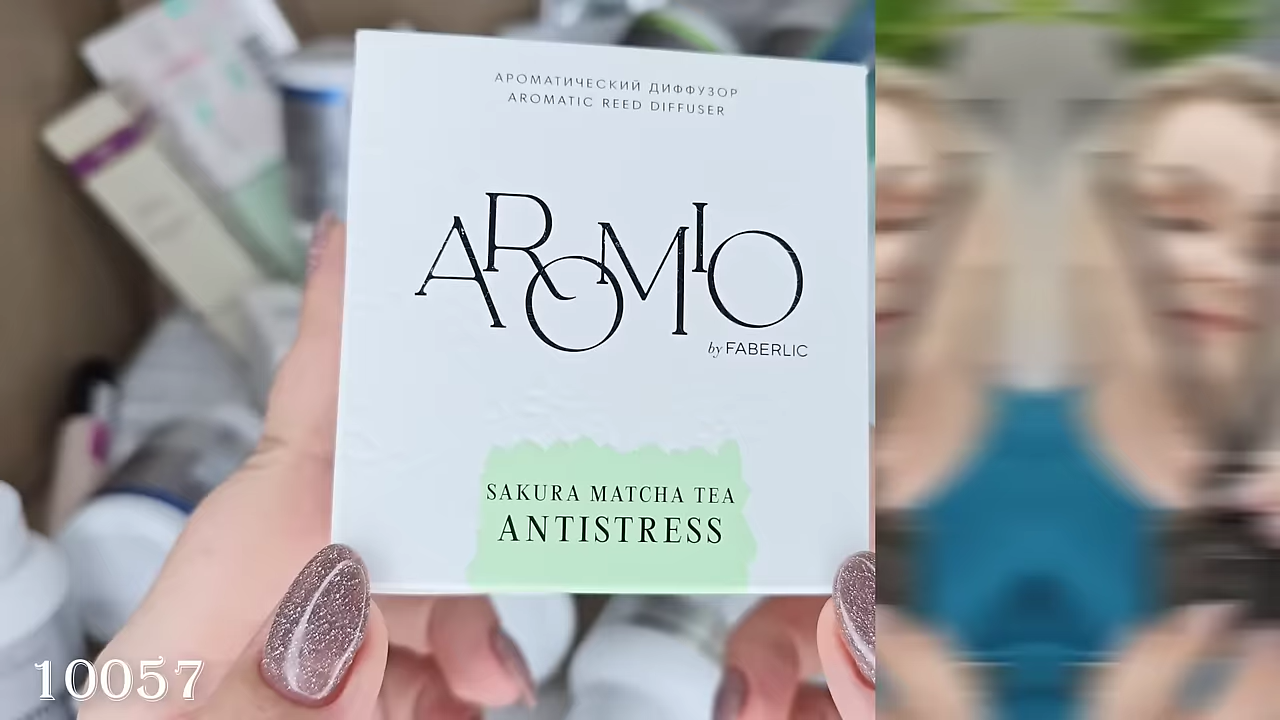 АРОМАТИЧЕСКИЙ ДИФФУЗОР
AROMATIC REED DIFFUSER
AROMIO
by FABERLIC
SAKURA MATCHA TEA
ANTISTRESS
10057